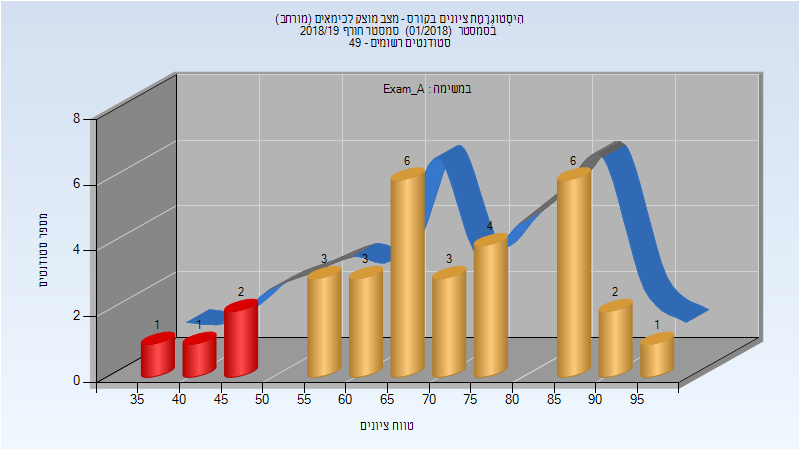 היסטוגרמת ציונים בקורס - מצב מוצק לכימאים (מורחב)
בסמסטר (01/2018) סמסטר חורף 2018/19
סטודנטים רשומים - 49
במשימה : Exam_A
מספר סטודנטים
8
6
4
2
0
1
1
2
3
3
6
3
4
6
2
1
35 40 45 50 55 60 65 70 75 80 85 90 95
טווח ציונים